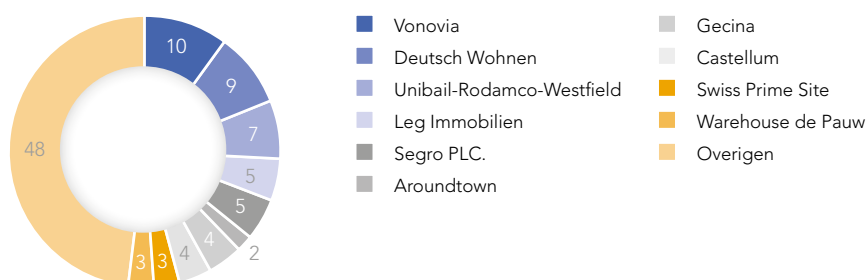 10
9
7
5
5
2
4
4
3
3
48
Vonovia
Deutsch Wohnen
Unibail-Rodamco-Westfield
Leg Immobilien
Segro PLC.
Aroundtown
Gecina
Castellum
Swiss Prime Site
Warehouse de Pauw
Overigen